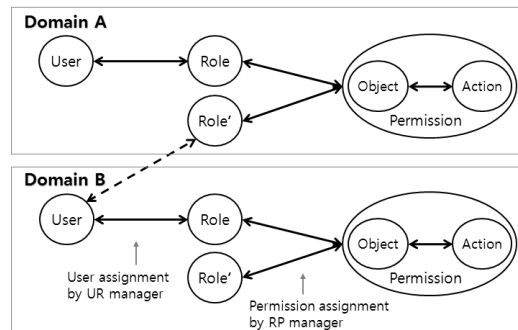 Domain A
User
Role
Object
Action
Permission
Role'
Domain B
User
Role
Object
Action
Permission
Role'
User assignment
by UR manager
Permission assignment
by RP manager